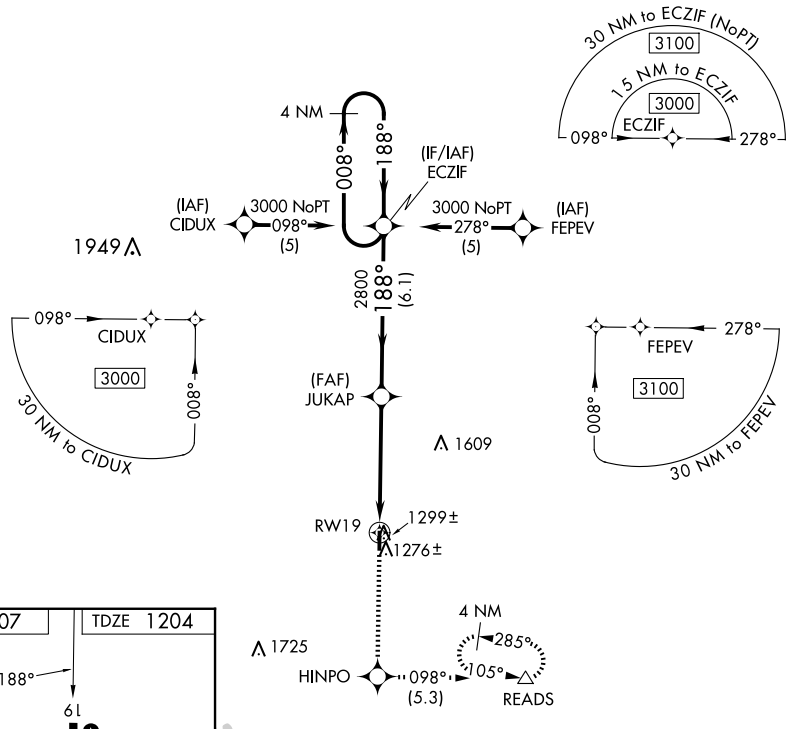 30 NM to ECZIF (NoPT)
3100
15 NM to ECZIF
3000
098°
ECZIF
278°
4 NM
008°
188°
(IF/IAF)
ECZIF
(IAF)
CIDUX
3000 NoPT
098°
(5)
3000 NoPT
278°
(5)
(IAF)
FEPEV
1949
2800
188°
(6.1)
098°
CIDUX
3000
008°
30 NM to CIDUX
278°
FEPEV
3100
008°
30 NM to FEPEV
(FAF)
JUKAP
1609
RW19
1299±
1276±
07
TDZE 1204
188°
19
1725
HINPO
098°
(5.3)
4 NM
285°
105°
READS